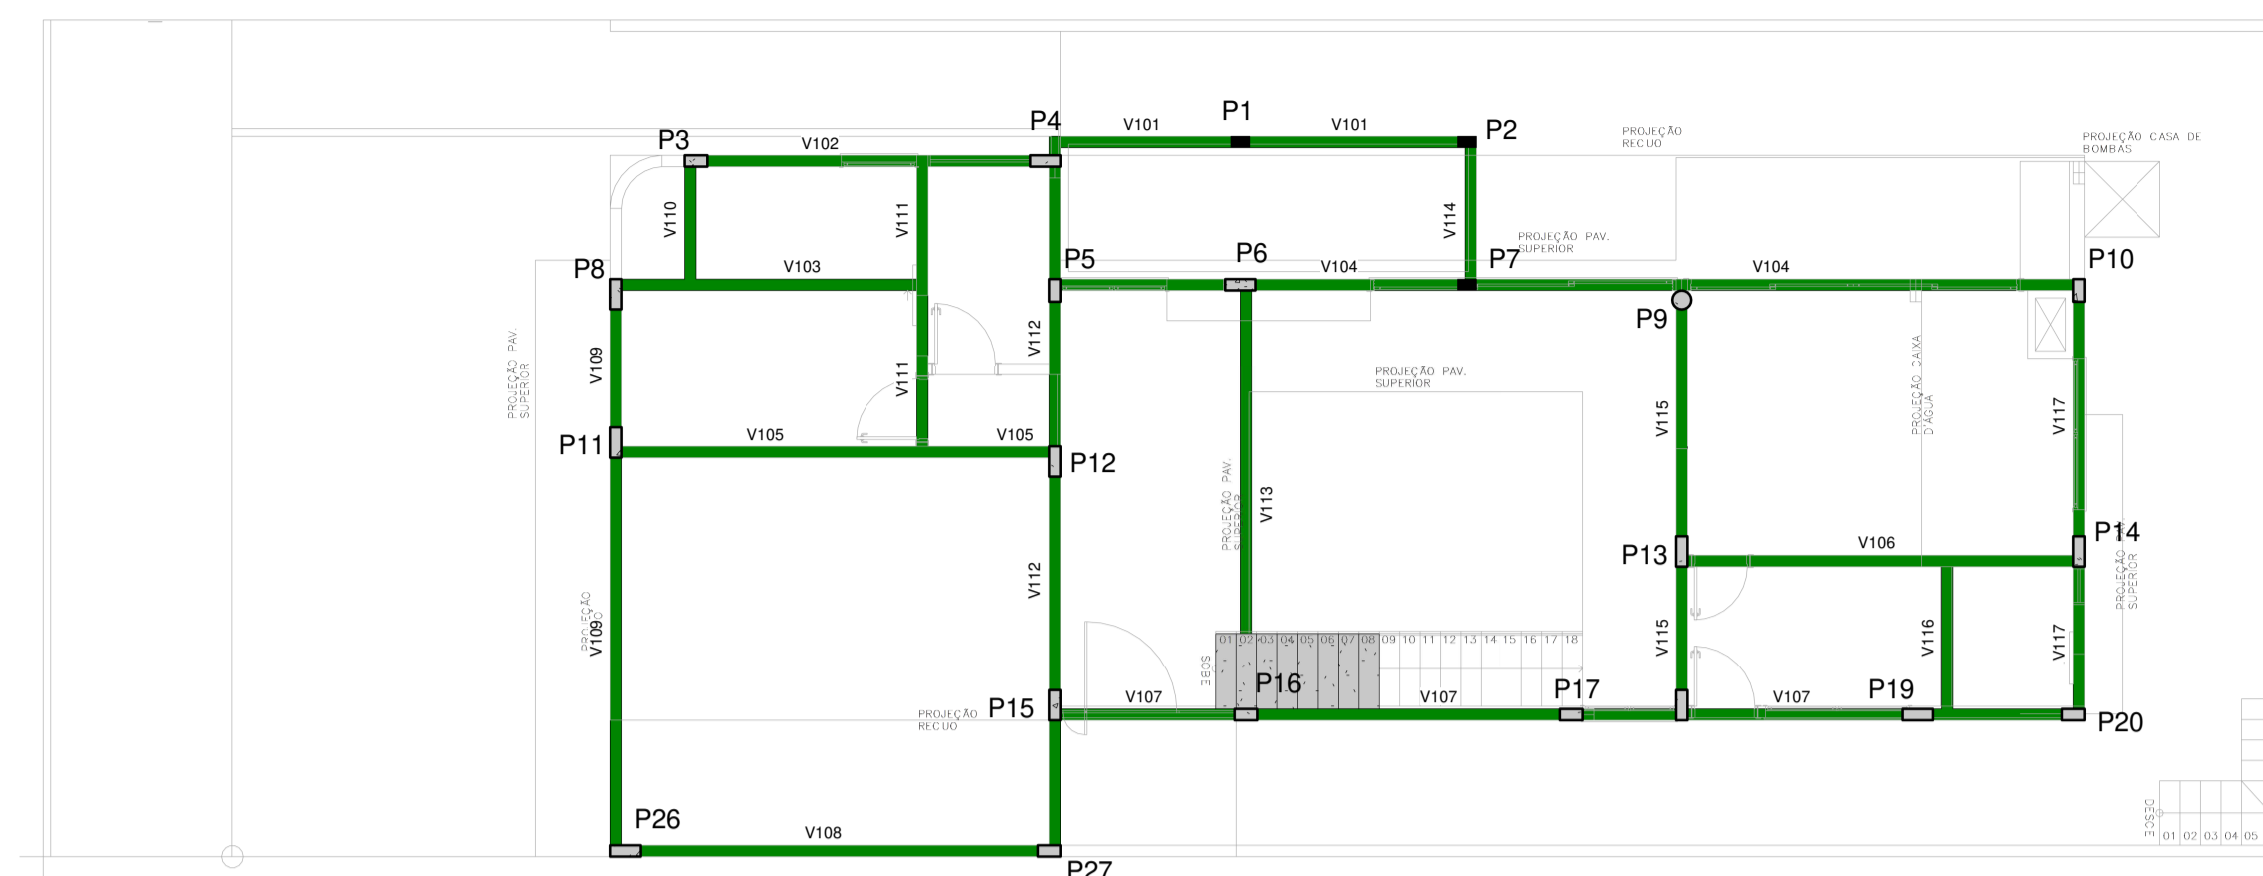 P1
P4
V101
V101
P2
PROJEÇÃO
RECUO
PROJEÇÃO CASA DE
BOMBAS
P3
V102
V110
V111
V114
PROJEÇÃO PAV.
SUPERIOR
P8
V103
P5
P6
V104
P7
V104
P10
P9
PROJEÇÃO PAV.
SUPERIOR
V109
V111
V112
PROJEÇÃO PAV.
SUPERIOR
V115
PROJEÇÃO CAIXA
D'ÁGUA
V117
P11
V105
V105
P12
PROJEÇÃO PAV.
SUPERIOR
V113
P13
V106
P14
PROJEÇÃO PAV.
SUPERIOR
V112
PROJEÇÃO
V109
01 02 03 04 05 06 07 08 09 10 11 12 13 14 15 16 17 18
SOBE
V115
V116
V117
P15
V107
P16
V107
P17
V107
P19
P20
PROJEÇÃO
RECUO
P26
V108
P27
DESCE
01 02 03 04 05